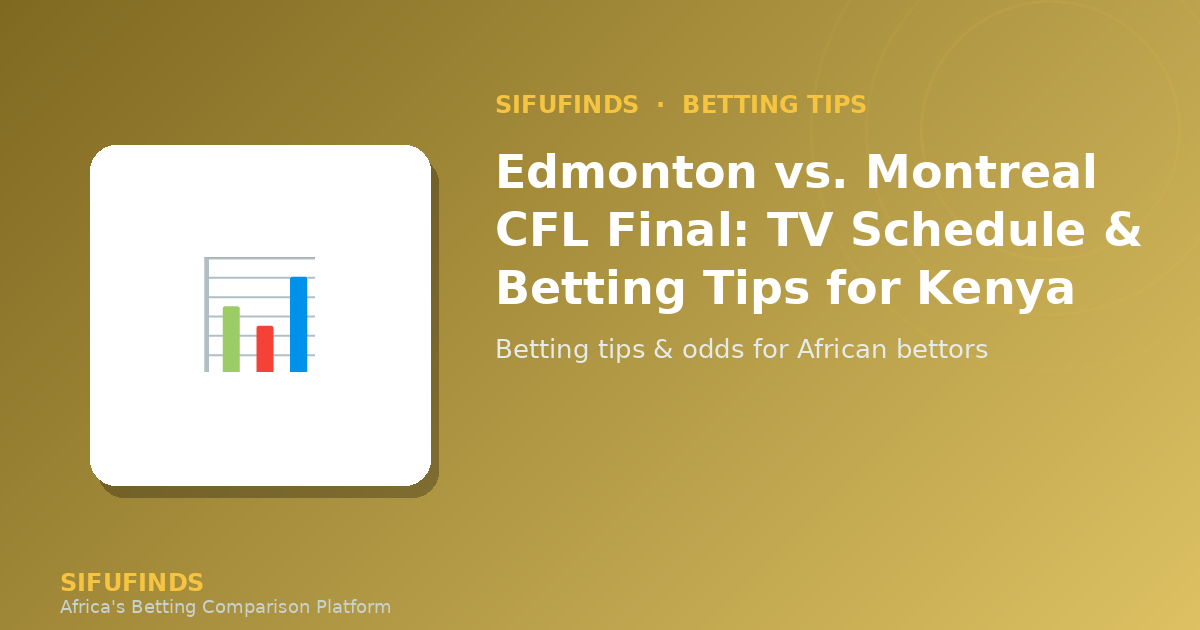 SIFUFINDS · BETTING TIPS
Edmonton vs. Montreal
CFL Final: TV Schedule &
Betting Tips for Kenya
Betting tips & odds for African bettors
SIFUFINDS
Africa's Betting Comparison Platform